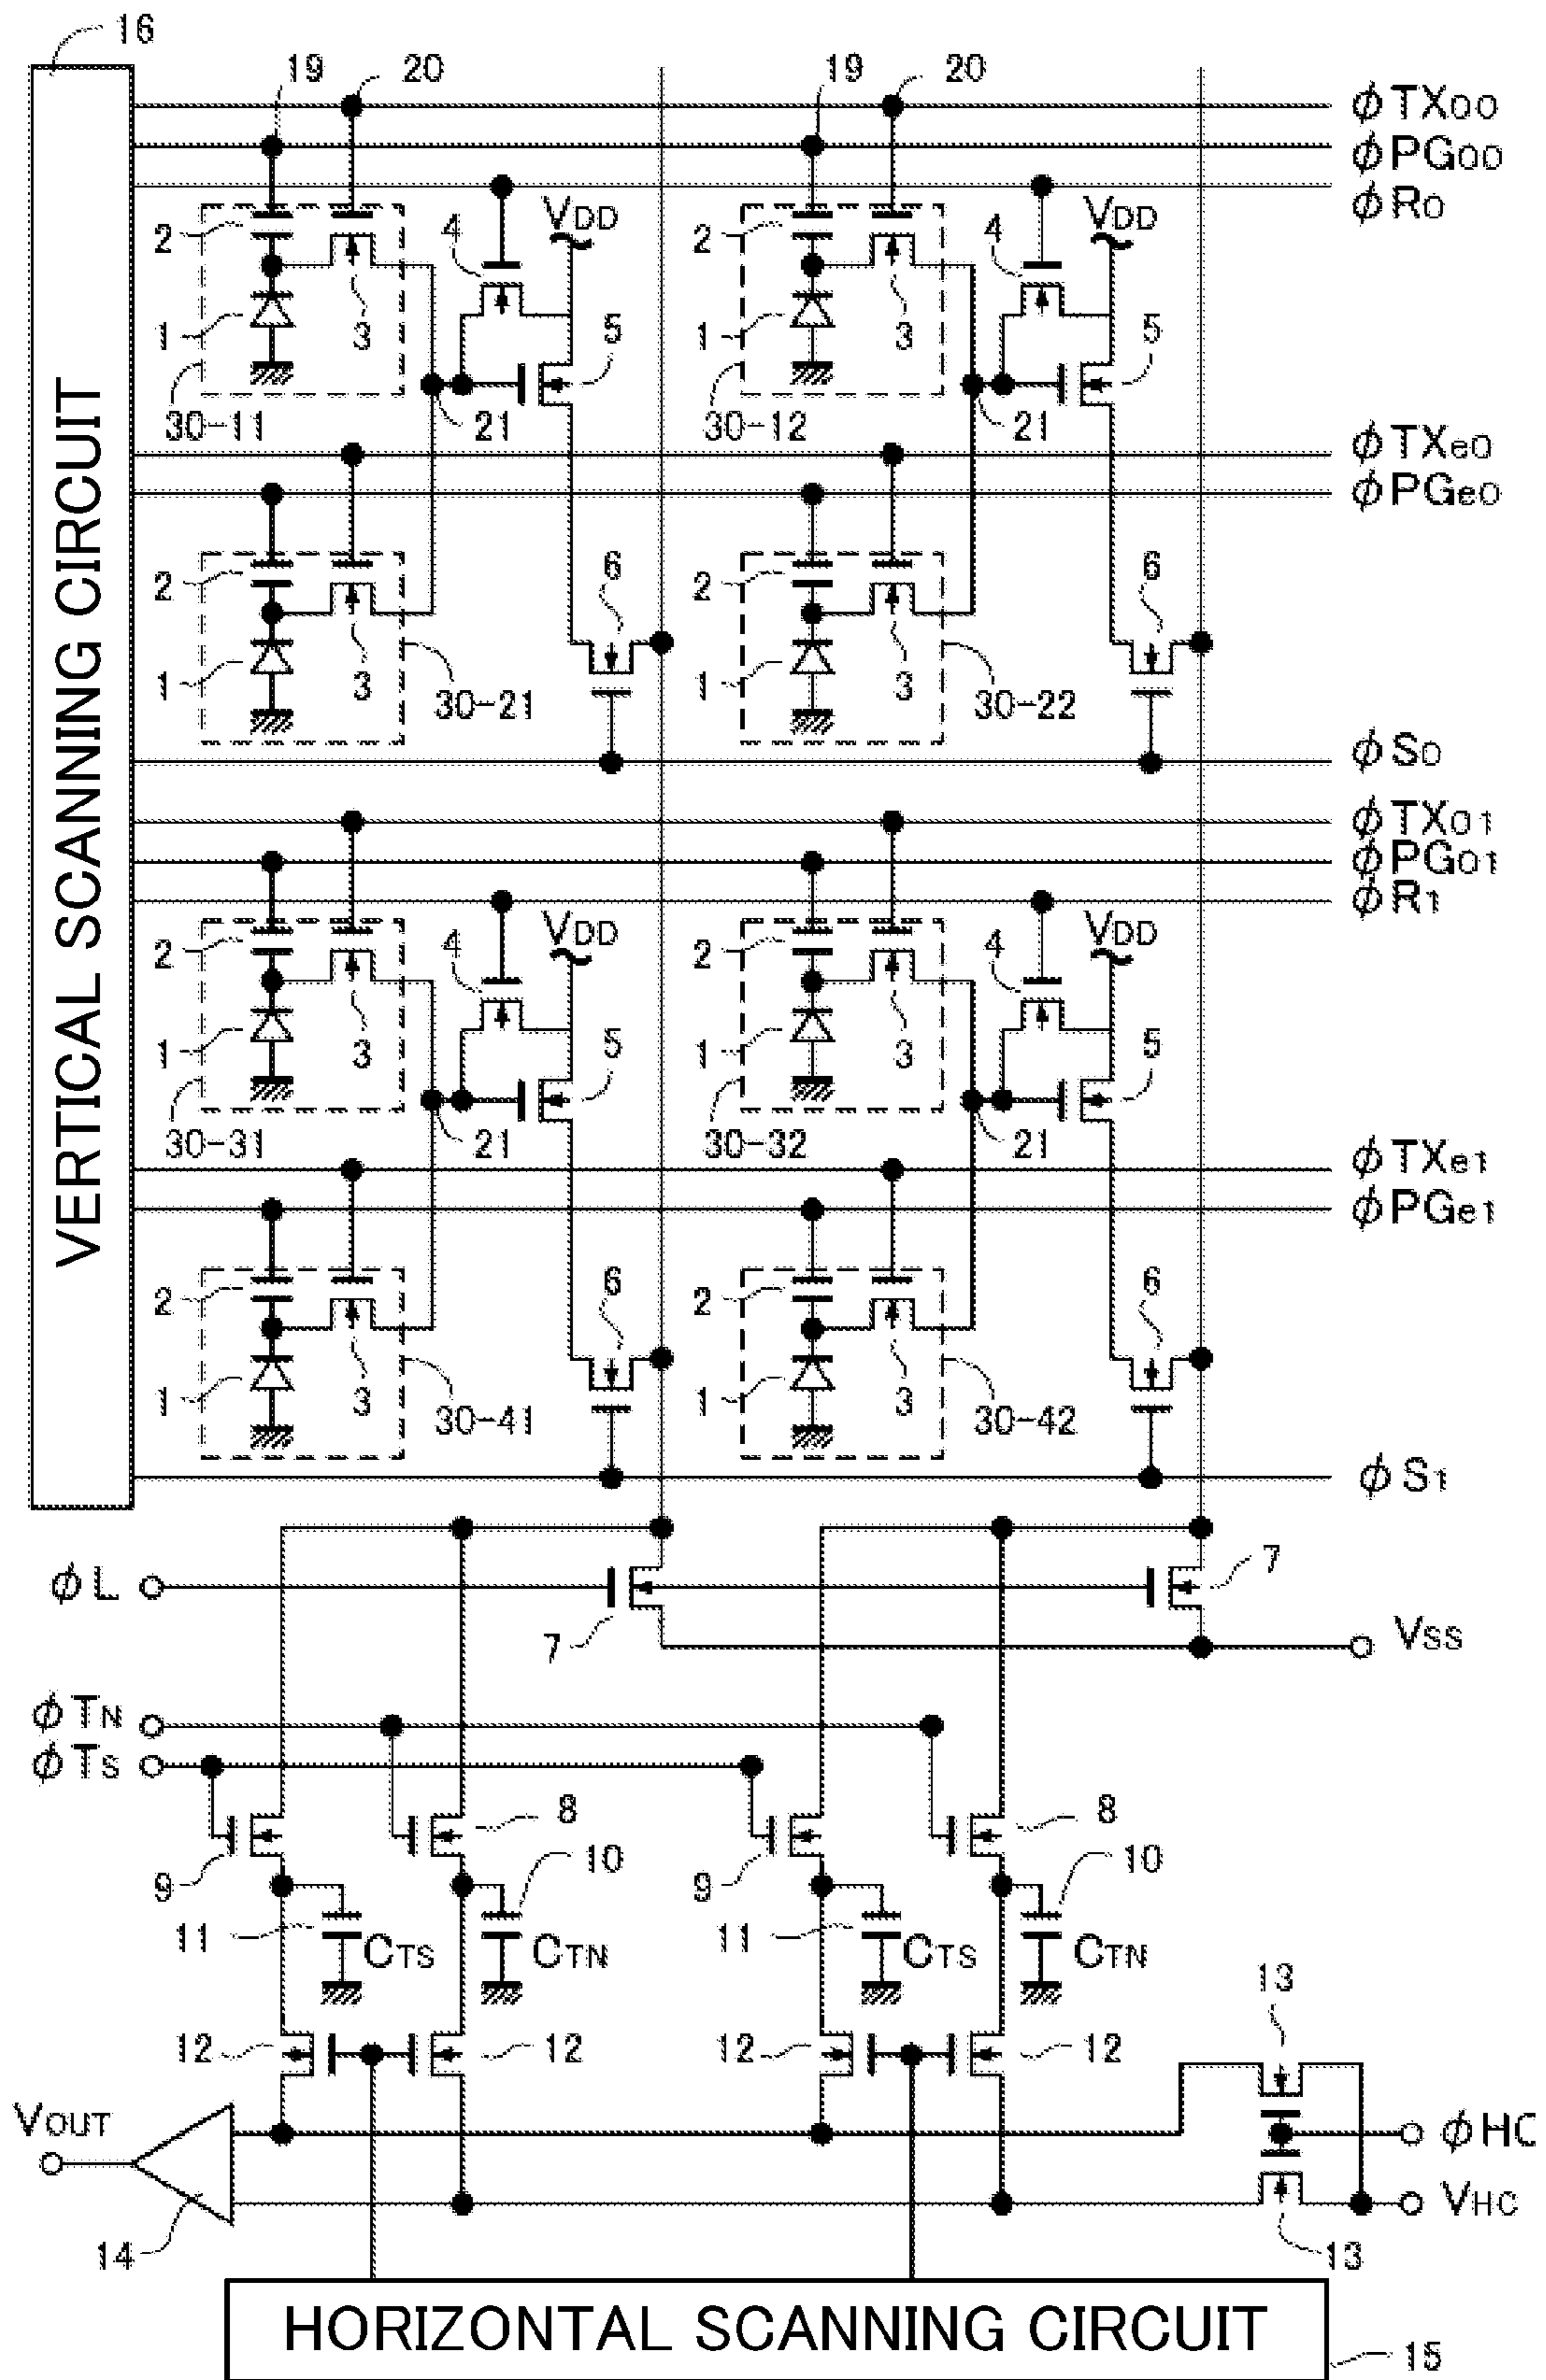 16
19 20 19 20 ϕTX00
ϕPG00
ϕR0
2 4 VDD 2 4 VDD
1 3 5 1 3 5
30-11 21 30-12 21
ϕTXe0
ϕPGe0
2 6 2 6
1 3 30-21 1 3 30-22
ϕS0
ϕTX01
ϕPG01
ϕR1
2 4 VDD 2 4 VDD
1 3 5 1 3 5
30-31 21 30-32 21
ϕTXe1
ϕPGe1
2 6 2 6
1 3 30-41 1 3 30-42
ϕS1
VERTICAL SCANNING CIRCUIT
ϕL 7
7 VSS
ϕTN
ϕTS
8 8
9 10 9 10
11 CTS CTN 11 CTS CTN
13
12 12 12 12
VOUT ϕHC
VHC
14 13
HORIZONTAL SCANNING CIRCUIT
15